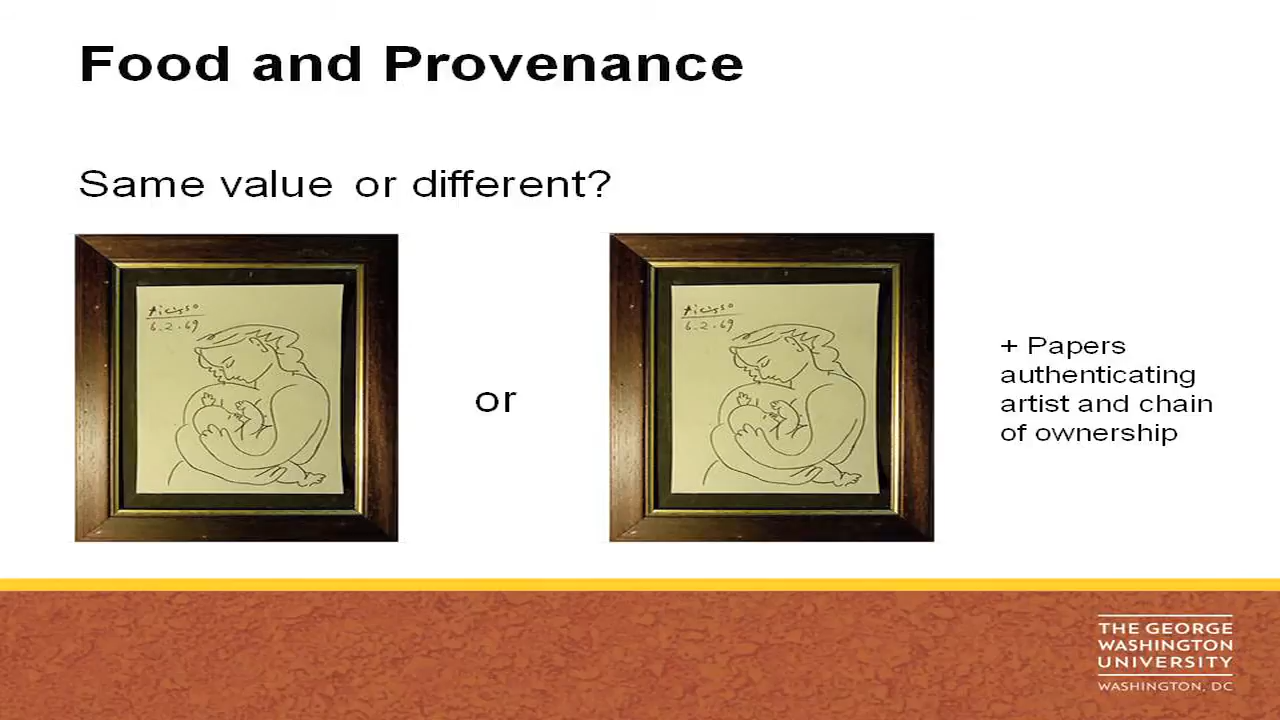 Food and Provenance
Same value or different?
Picasso
6.2.69
or
Picasso
6.2.69
+ Papers
authenticating
artist and chain
of ownership
THE GEORGE
WASHINGTON
UNIVERSITY
WASHINGTON, DC